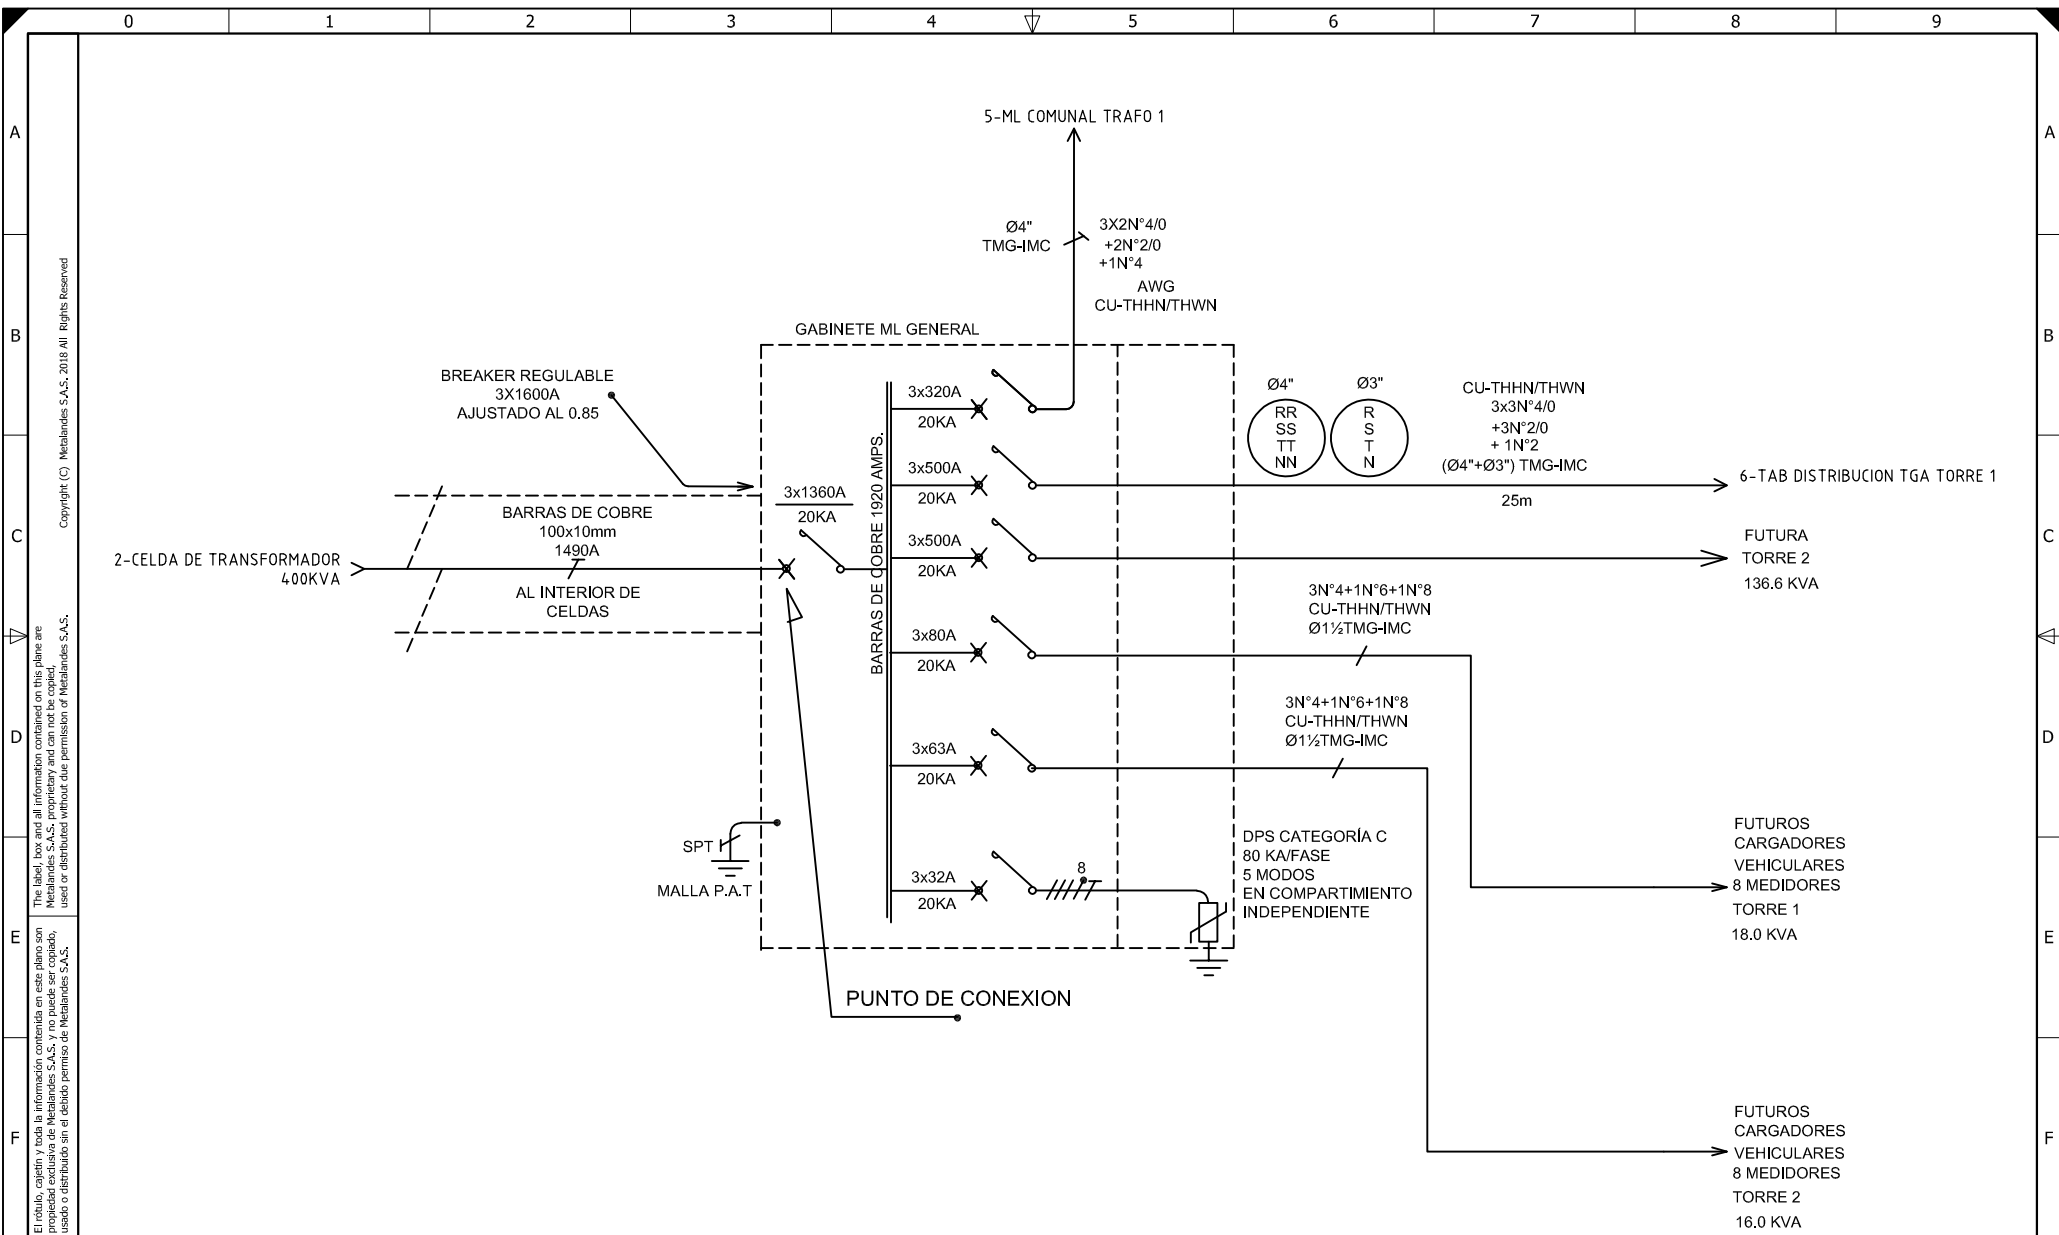 0 1 2 3 4 5 6 7 8 9
A
B
C
D
E
F
A
B
C
D
E
F
Copyright (C) Metalandes S.A.S. 2018 All Rights Reserved
The label, box and all information contained on this plane are
Metalandes S.A.S. proprietary and can not be copied,
used or distributed without due permission of Metalandes S.A.S.
El rótulo, cajetín y toda la información contenida en este plano son
propiedad exclusiva de Metalandes S.A.S. y no puede ser copiado,
usado o distribuido sin el debido permiso de Metalandes S.A.S.
5-ML COMUNAL TRAFO 1
Ø4"
TMG-IMC
3X2N°4/0
+2N°2/0
+1N°4
AWG
CU-THHN/THWN
GABINETE ML GENERAL
BREAKER REGULABLE
3X1600A
AJUSTADO AL 0.85
BARRAS DE COBRE
100x10mm
1490A
AL INTERIOR DE
CELDAS
2-CELDA DE TRANSFORMADOR
400KVA
3x1360A
20KA
BARRAS DE COBRE 1920 AMPS.
3x320A
20KA
3x500A
20KA
3x500A
20KA
3x80A
20KA
3x63A
20KA
3x32A
20KA
8
SPT
MALLA P.A.T
PUNTO DE CONEXION
Ø4"
RR
SS
TT
NN
Ø3"
R
S
T
N
CU-THHN/THWN
3x3N°4/0
+3N°2/0
+ 1N°2
(Ø4"+Ø3") TMG-IMC
25m
6-TAB DISTRIBUCION TGA TORRE 1
FUTURA
TORRE 2
136.6 KVA
3N°4+1N°6+1N°8
CU-THHN/THWN
Ø1½TMG-IMC
3N°4+1N°6+1N°8
CU-THHN/THWN
Ø1½TMG-IMC
DPS CATEGORÍA C
80 KA/FASE
5 MODOS
EN COMPARTIMIENTO
INDEPENDIENTE
FUTUROS
CARGADORES
VEHICULARES
8 MEDIDORES
TORRE 1
18.0 KVA
FUTUROS
CARGADORES
VEHICULARES
8 MEDIDORES
TORRE 2
16.0 KVA